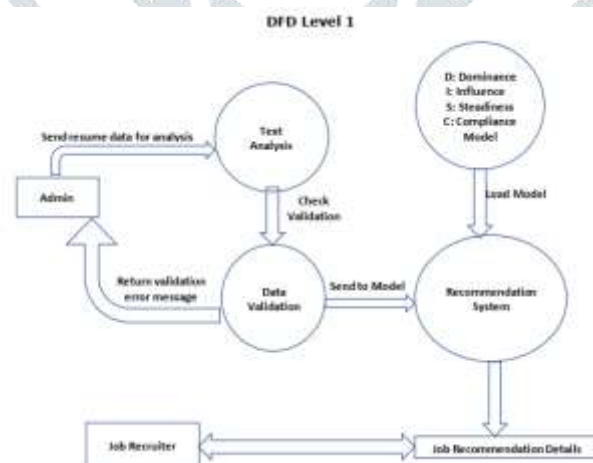 DFD Level 1
D: Dominance
I: Influence
S: Steadiness
C: Compliance
Model
Text
Analysis
Send resume data for analysis
Admin
Check
Validation
Load Model
Return validation
error message
Data
Validation
Send to Model
Recommendation
System
Job Recruiter
Job Recommendation Details